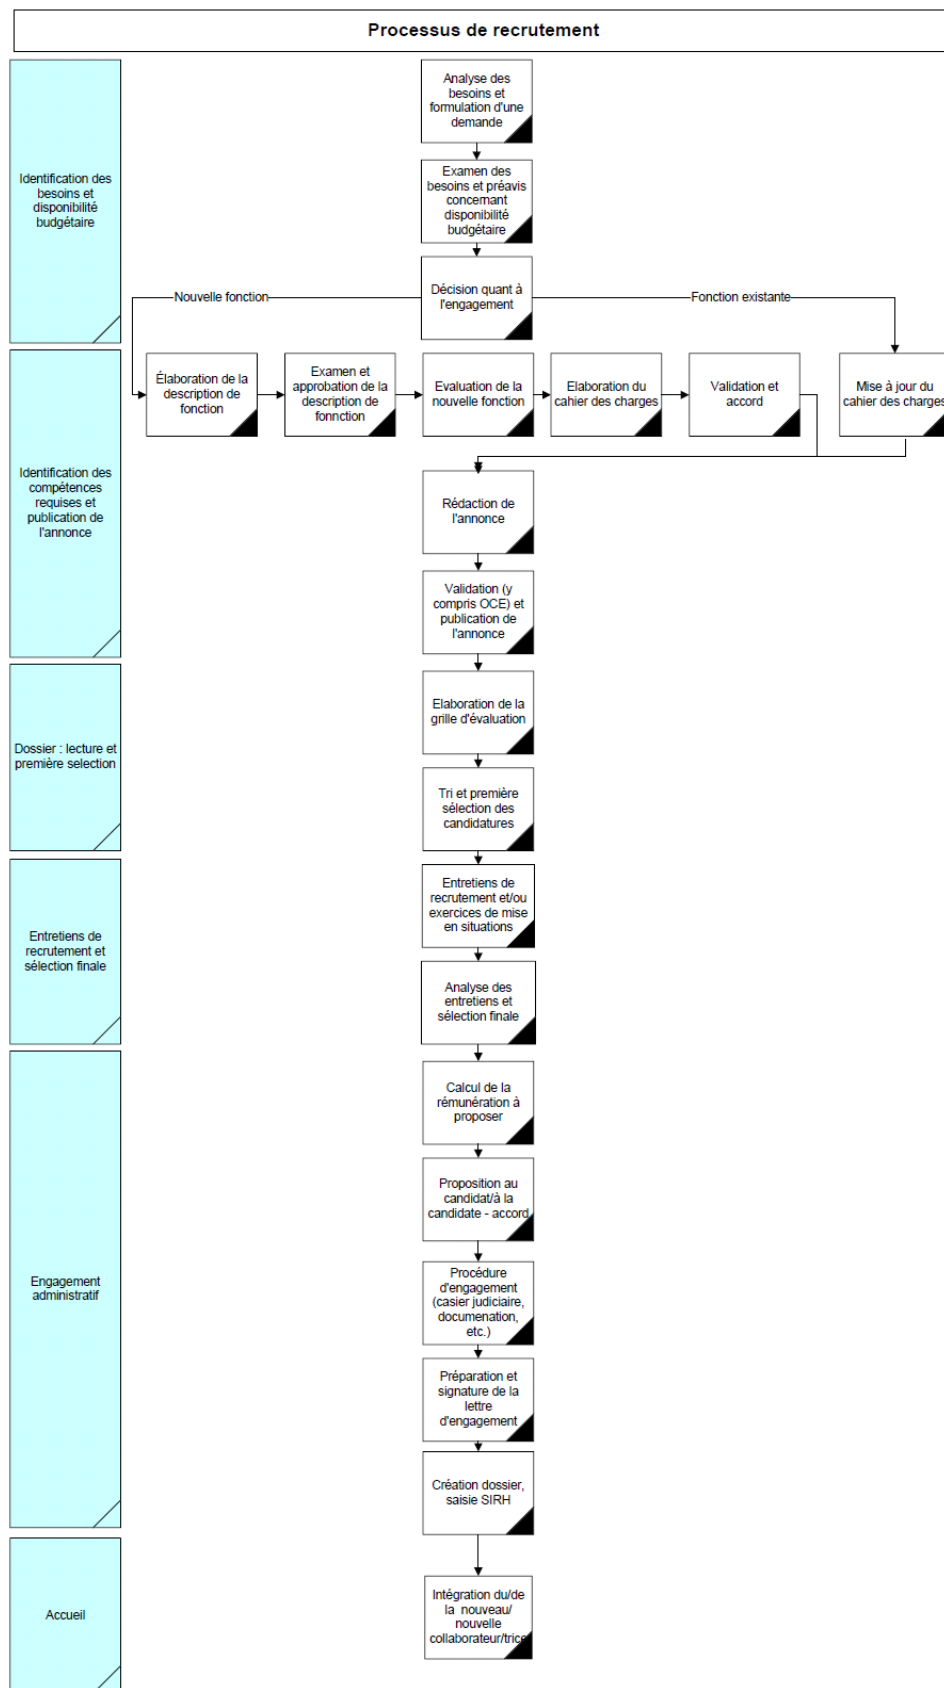 Processus de recrutement
Identification des
besoins et
disponibilité
budgétaire
Analyse des
besoins et
formulation d'une
demande
Examen des
besoins et préavis
concernant
disponibilité
budgétaire
Décision quant à
l'engagement
Nouvelle fonction
Fonction existante
Identification des
compétences
requises et
publication de
l'annonce
Élaboration de la
description de
fonction
Examen et
approbation de la
description de
fonnction
Evaluation de la
nouvelle fonction
Elaboration du
cahier des charges
Validation et
accord
Mise à jour du
cahier des charges
Rédaction de
l'annonce
Validation (y
compris OCE) et
publication de
l'annonce
Dossier : lecture et
première selection
Elaboration de la
grille d'évaluation
Tri et première
sélection des
candidatures
Entretiens de
recrutement et
sélection finale
Entretiens de
recrutement et/ou
exercices de mise
en situations
Analyse des
entretiens et
sélection finale
Engagement
administratif
Calcul de la
rémunération à
proposer
Proposition au
candidat/à la
candidate - accord
Procédure
d'engagement
(casier judiciaire,
documenation,
etc.)
Préparation et
signature de la
lettre
d'engagement
Création dossier,
saisie SIRH
Accueil
Intégration du/de
la nouveau/
nouvelle
collaborateur/trice